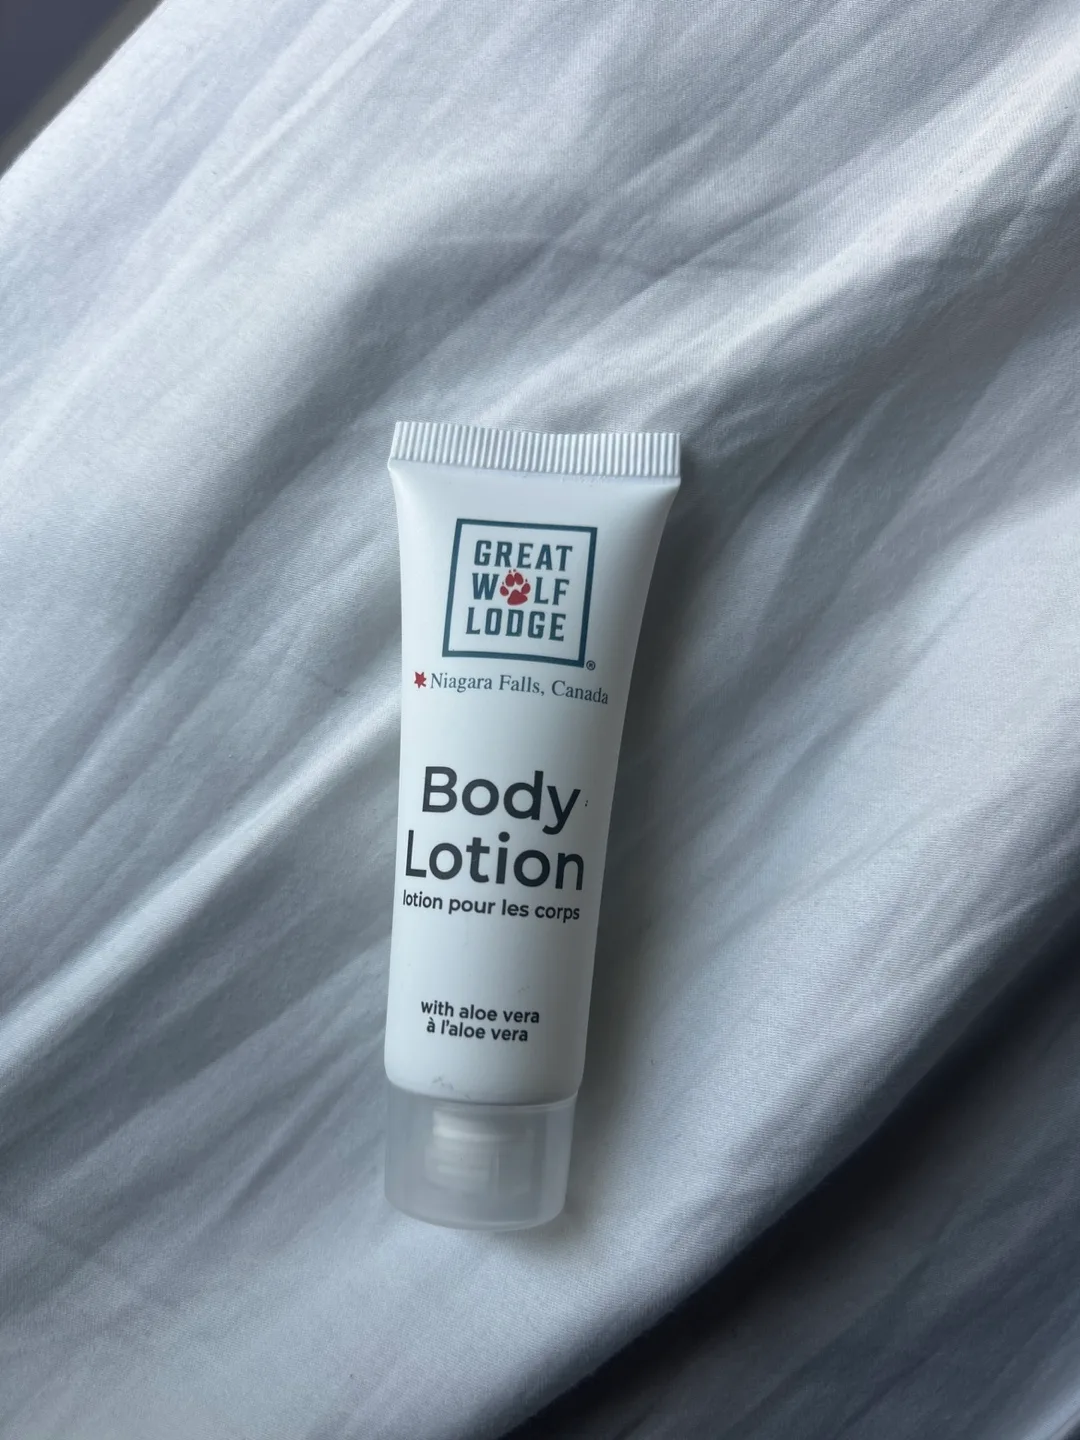 GREAT
WOLF
LODGE
®
Niagara Falls, Canada
Body
Lotion
lotion pour les corps
with aloe vera
à l'aloe vera